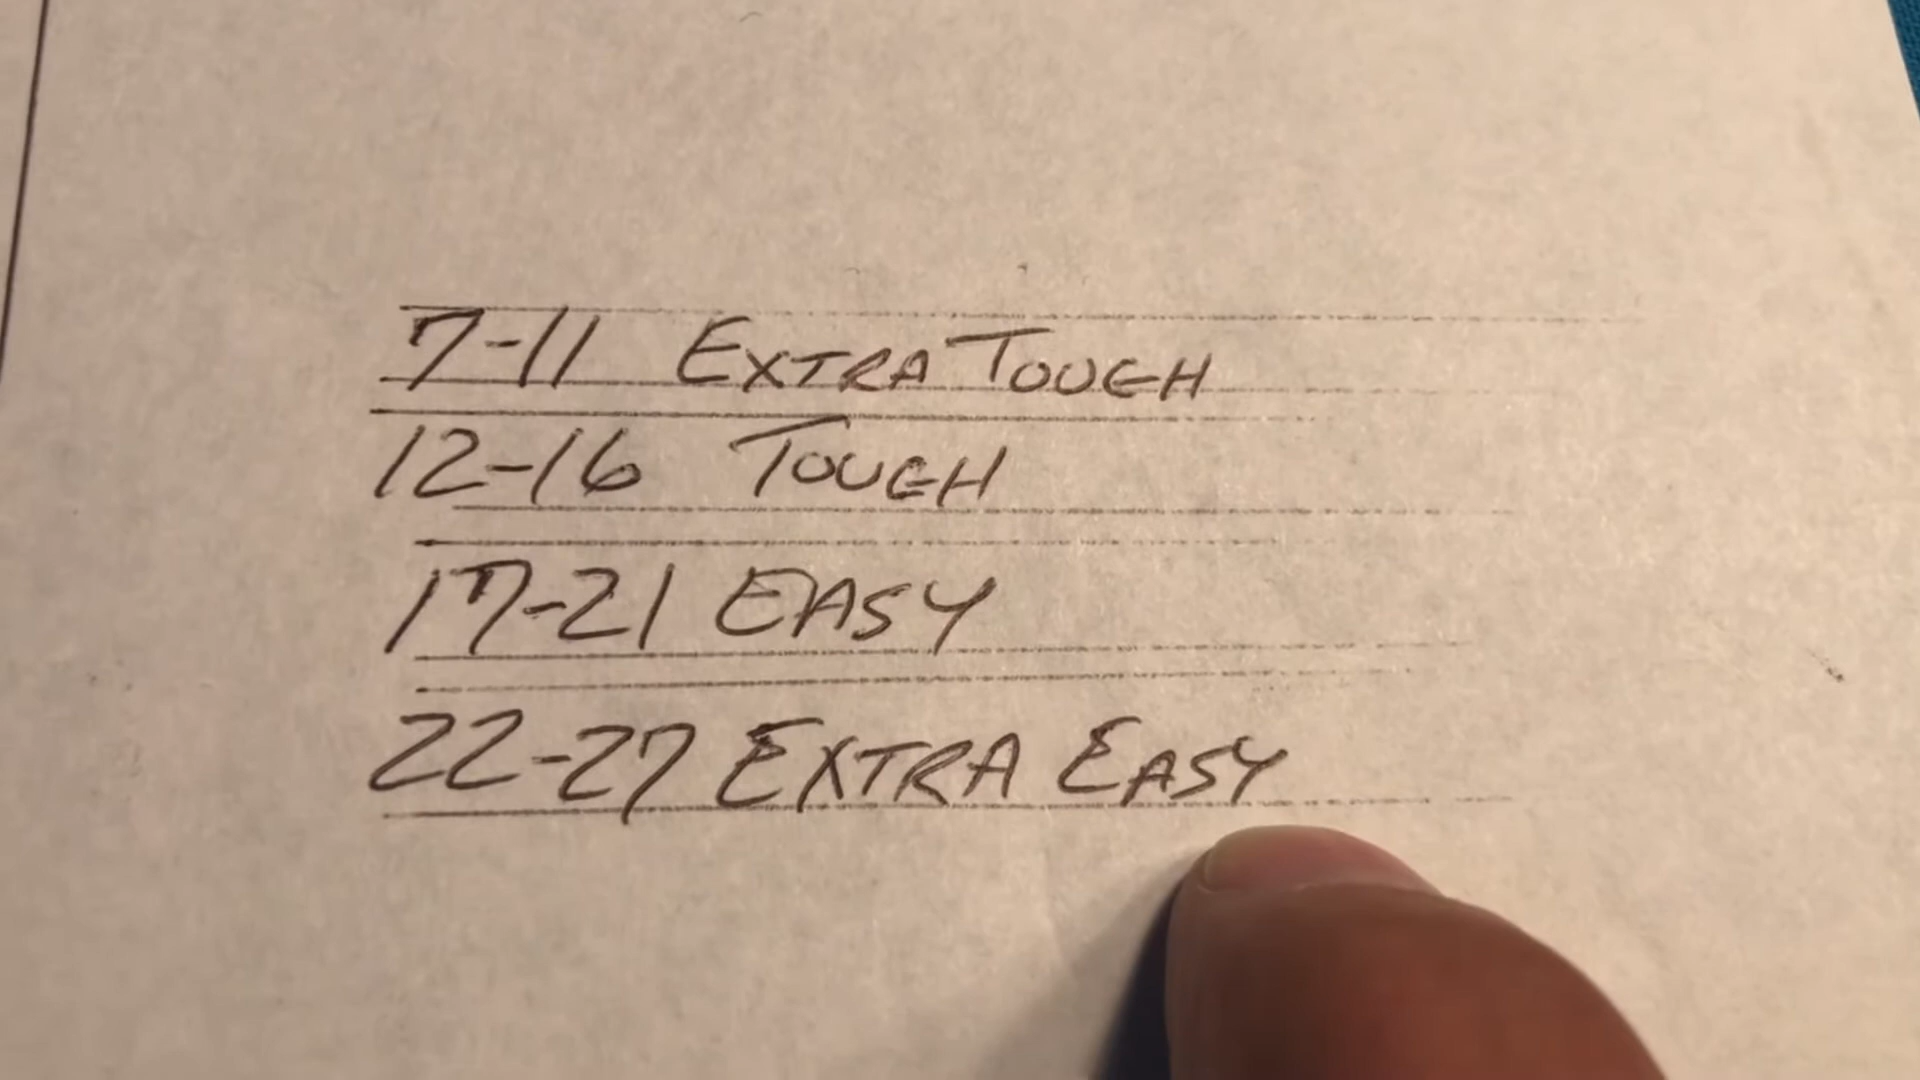 7-11 EXTRA TOUGH
12-16 TOUGH
17-21 EASY
22-27 EXTRA EASY